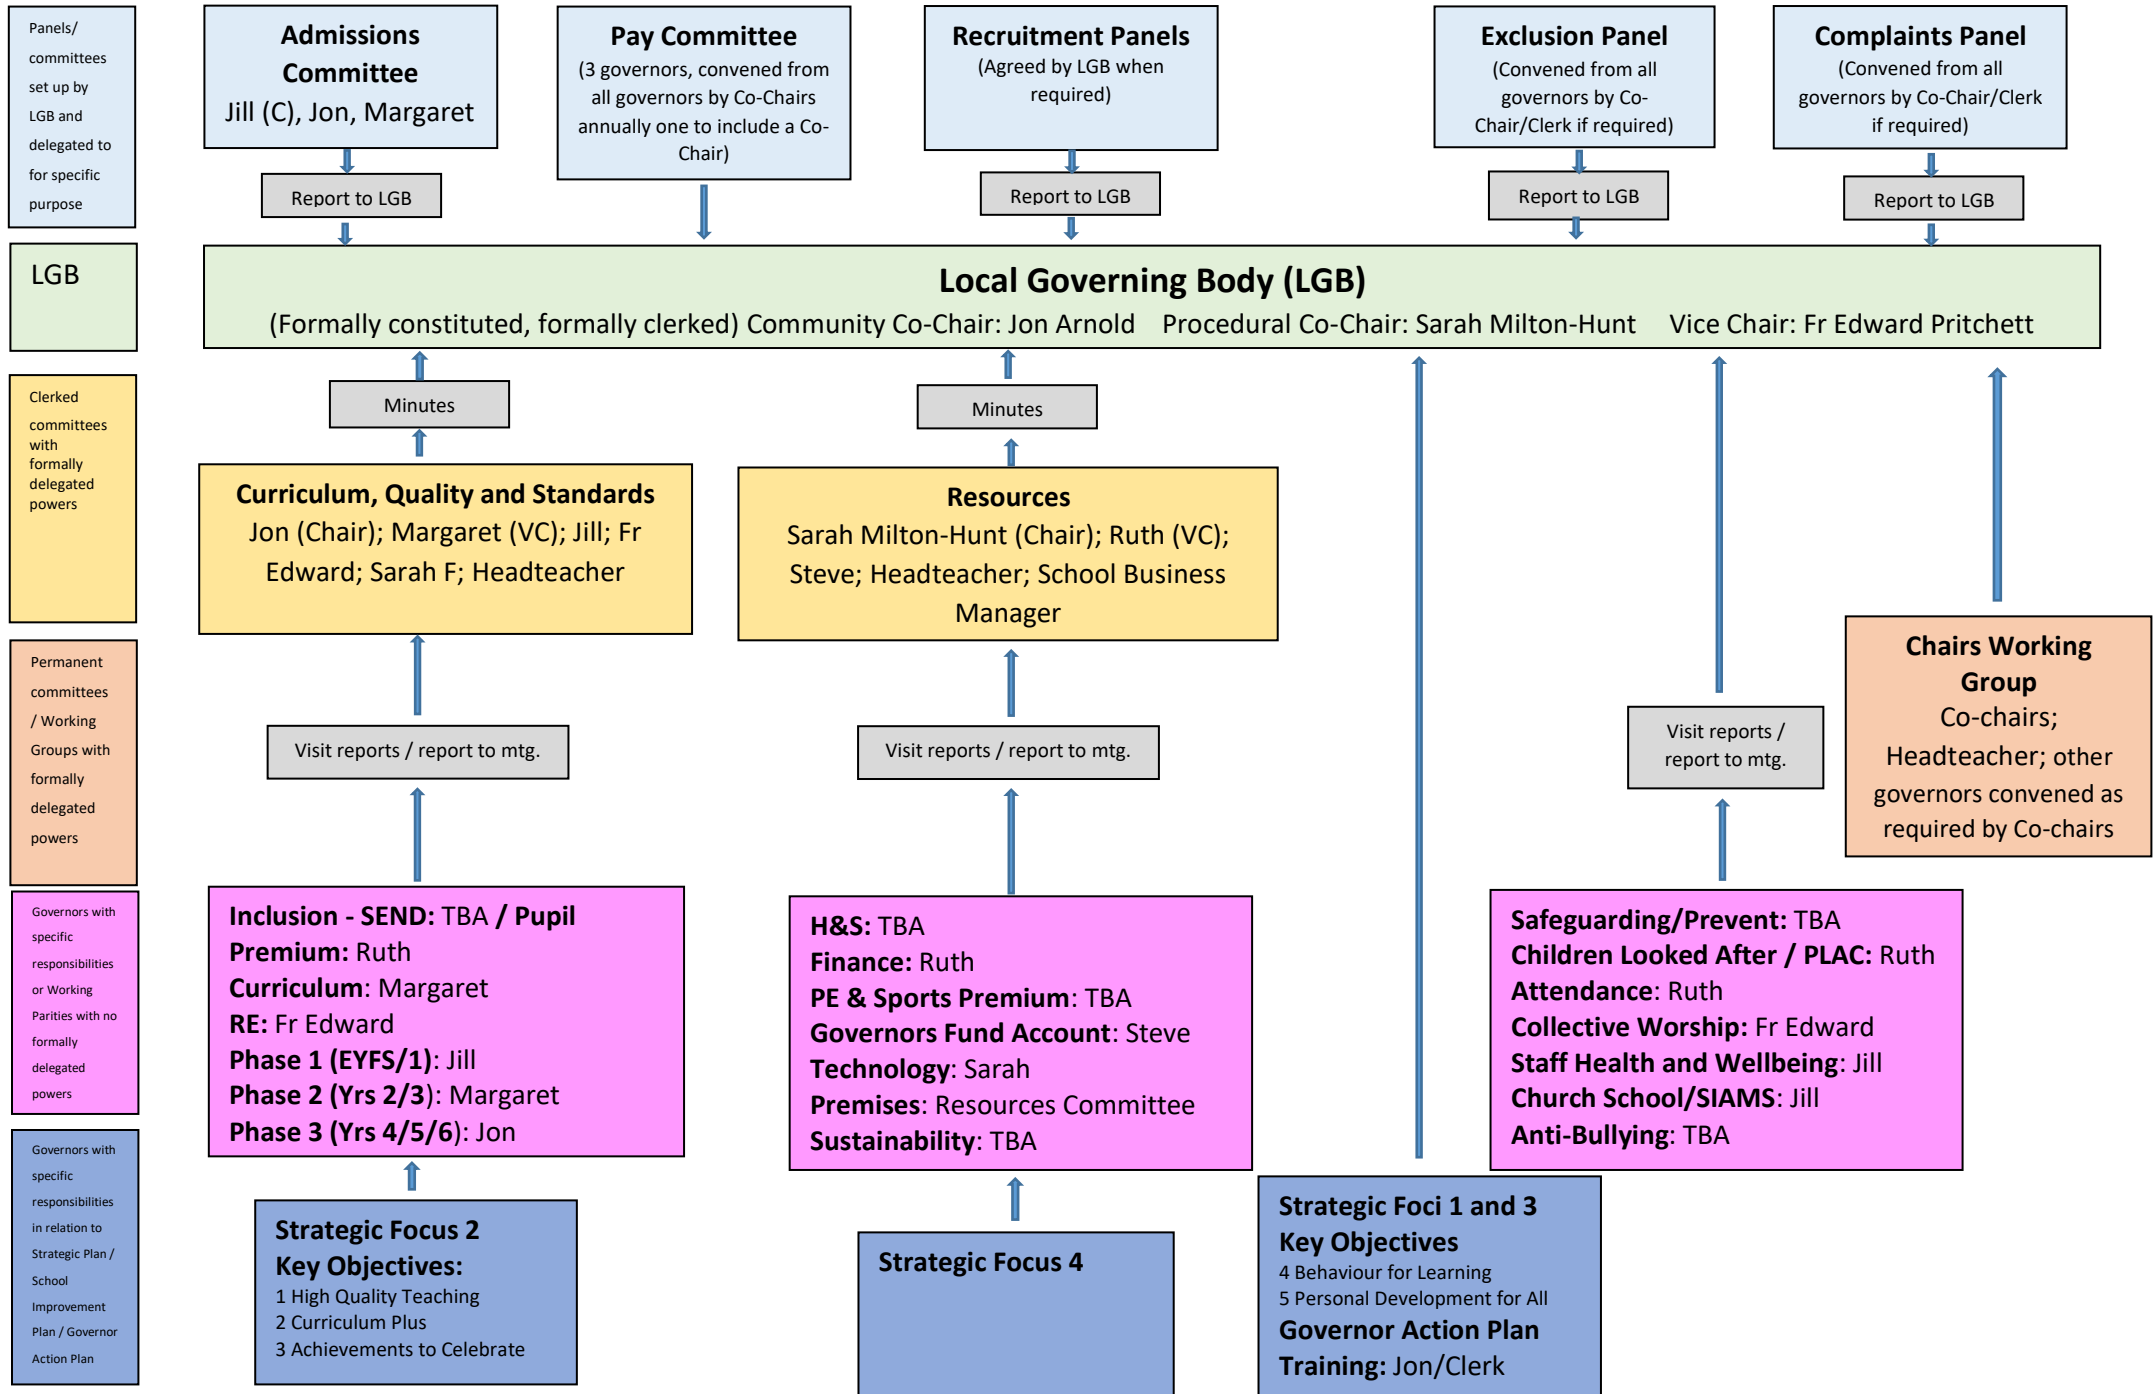 Panels/
committees
set up by
LGB and
delegated to
for specific
purpose
Admissions
Committee
Jill (C), Jon, Margaret
Pay Committee
(3 governors, convened from
all governors by Co-Chairs
annually one to include a Co-
Chair)
Recruitment Panels
(Agreed by LGB when
required)
Exclusion Panel
(Convened from all
governors by Co-
Chair/Clerk if required)
Complaints Panel
(Convened from all
governors by Co-Chair/Clerk
if required)
Report to LGB
Report to LGB
Report to LGB
Report to LGB
LGB
Local Governing Body (LGB)
(Formally constituted, formally clerked) Community Co-Chair: Jon Arnold Procedural Co-Chair: Sarah Milton-Hunt Vice Chair: Fr Edward Pritchett
Clerked
committees
with
formally
delegated
powers
Minutes
Minutes
Curriculum, Quality and Standards
Jon (Chair); Margaret (VC); Jill; Fr
Edward; Sarah F; Headteacher
Resources
Sarah Milton-Hunt (Chair); Ruth (VC);
Steve; Headteacher; School Business
Manager
Permanent
committees
/ Working
Groups with
formally
delegated
powers
Visit reports / report to mtg.
Visit reports / report to mtg.
Visit reports /
report to mtg.
Chairs Working
Group
Co-chairs;
Headteacher; other
governors convened as
required by Co-chairs
Governors with
specific
responsibilities
or Working
Parities with no
formally
delegated
powers
Inclusion - SEND: TBA / Pupil
Premium: Ruth
Curriculum: Margaret
RE: Fr Edward
Phase 1 (EYFS/1): Jill
Phase 2 (Yrs 2/3): Margaret
Phase 3 (Yrs 4/5/6): Jon
H&S: TBA
Finance: Ruth
PE & Sports Premium: TBA
Governors Fund Account: Steve
Technology: Sarah
Premises: Resources Committee
Sustainability: TBA
Safeguarding/Prevent: TBA
Children Looked After / PLAC: Ruth
Attendance: Ruth
Collective Worship: Fr Edward
Staff Health and Wellbeing: Jill
Church School/SIAMS: Jill
Anti-Bullying: TBA
Governors with
specific
responsibilities
in relation to
Strategic Plan /
School
Improvement
Plan / Governor
Action Plan
Strategic Focus 2
Key Objectives:
1 High Quality Teaching
2 Curriculum Plus
3 Achievements to Celebrate
Strategic Focus 4
Strategic Foci 1 and 3
Key Objectives
4 Behaviour for Learning
5 Personal Development for All
Governor Action Plan
Training: Jon/Clerk